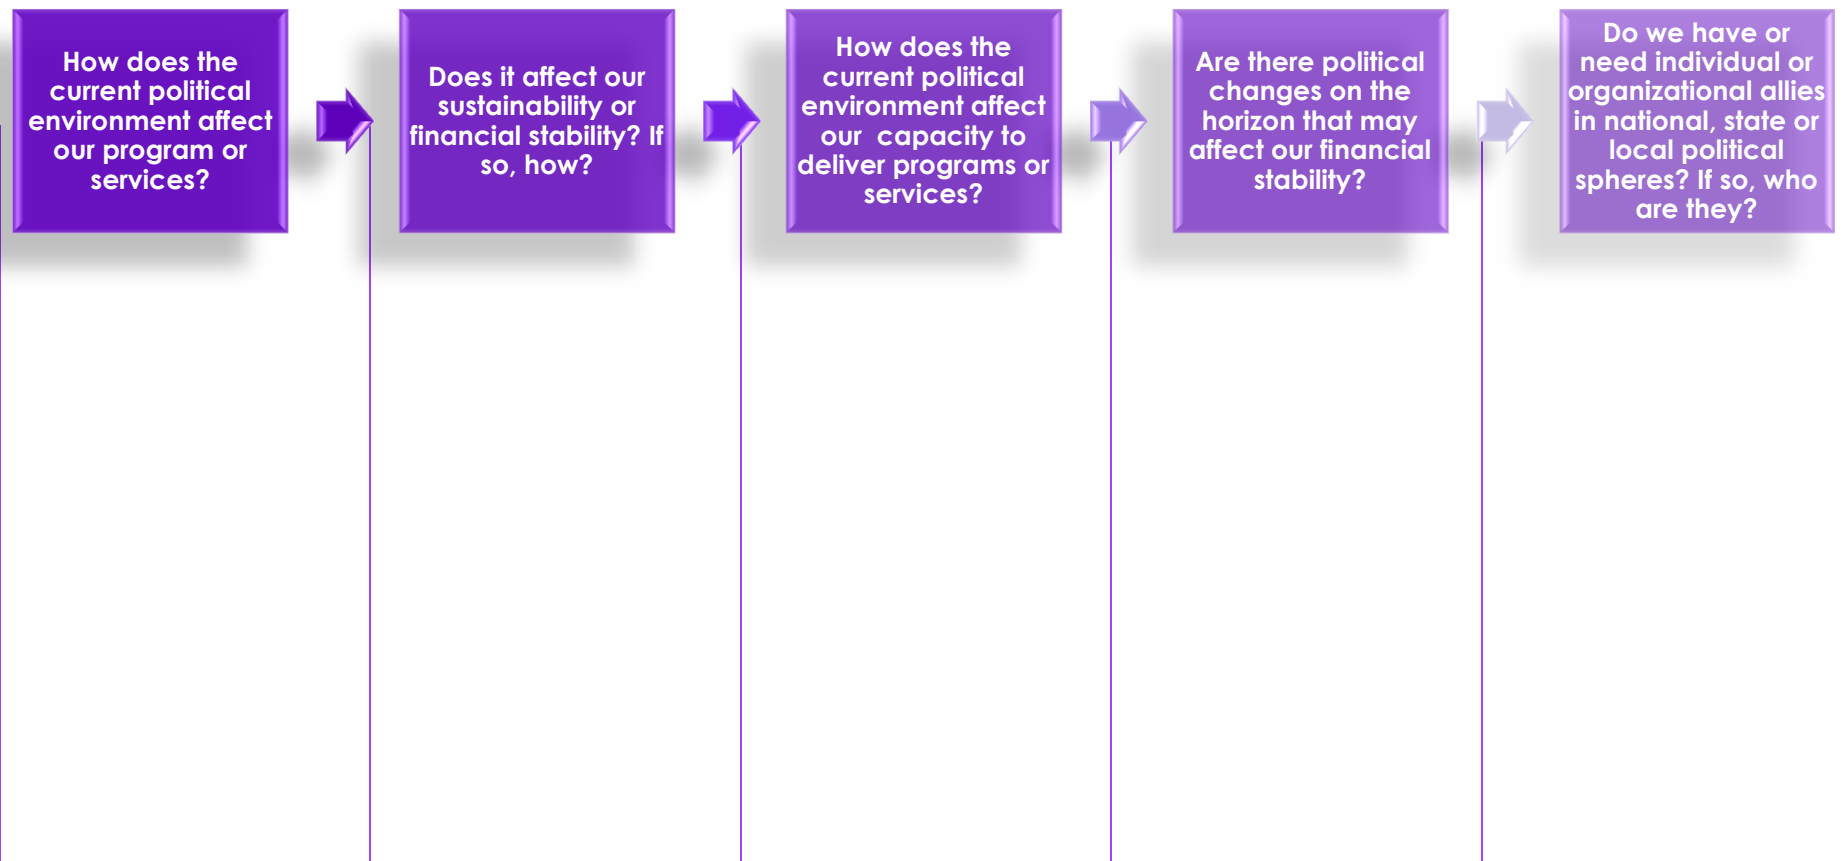 How does the
current political
environment affect
our program or
services?
Does it affect our
sustainability or
financial stability? If
so, how?
How does the
current political
environment affect
our  capacity to
deliver programs or
services?
Are there political
changes on the
horizon that may
affect our financial
stability?
Do we have or
need individual or
organizational allies
in national, state or
local political
spheres? If so, who
are they?